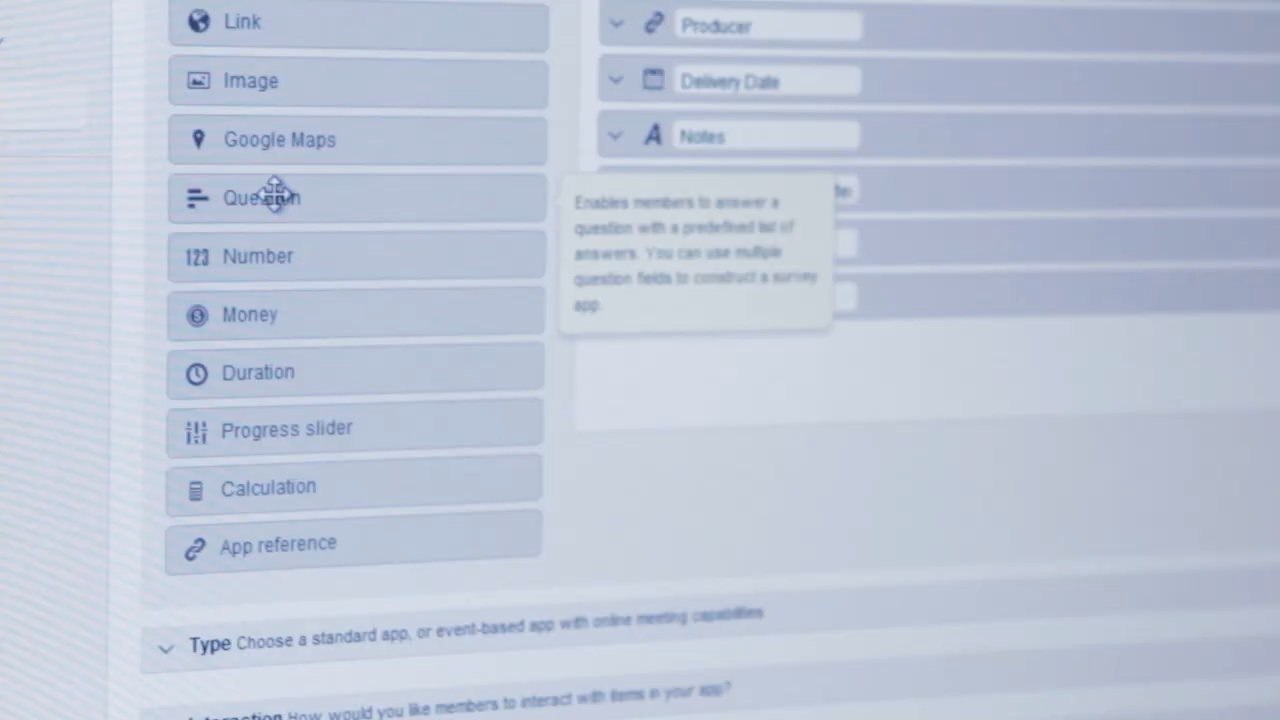 Link
Image
Google Maps
Question
123 Number
Money
Duration
Progress slider
Calculation
App reference
Producer
Delivery Date
Notes
Enables members to answer a
question with a predefined list of
answers. You can use multiple
question fields to construct a survey
app.
Type Choose a standard app, or event-based app with online meeting capabilities
Interaction How would you like members to interact with items in your app?